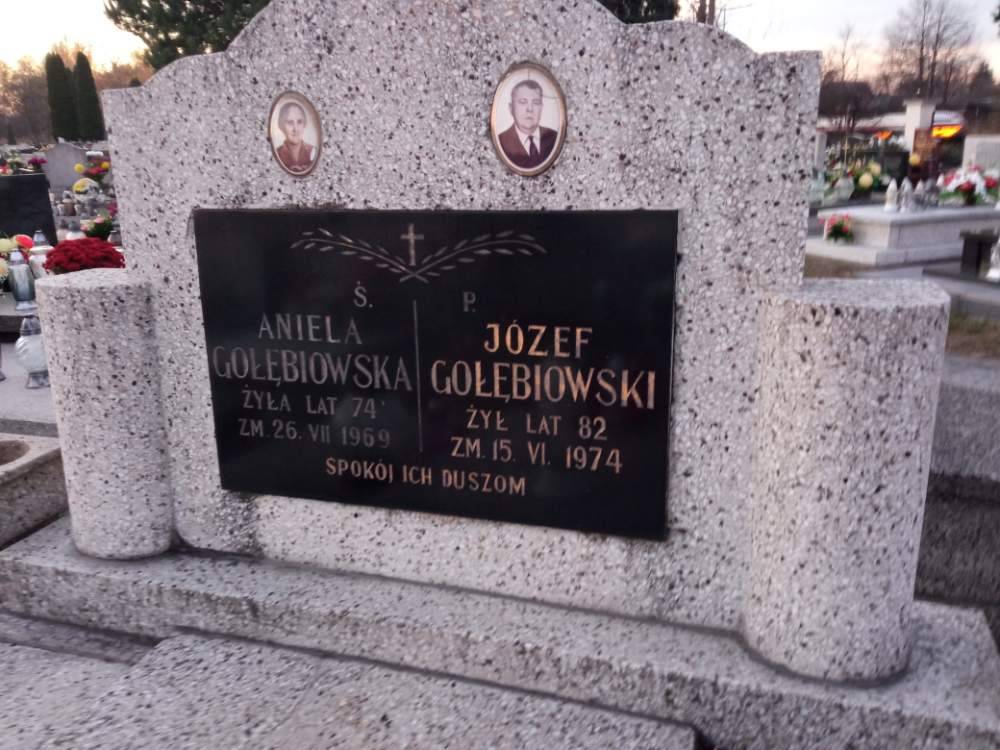 Ś. P.
ANIELA
GOŁĘBIOWSKA
ŻYŁA LAT 74
ZM. 26. VII 1969
JÓZEF
GOŁĘBIOWSKI
ŻYŁ LAT 82
ZM. 15. VI. 1974
SPOKÓJ ICH DUSZOM